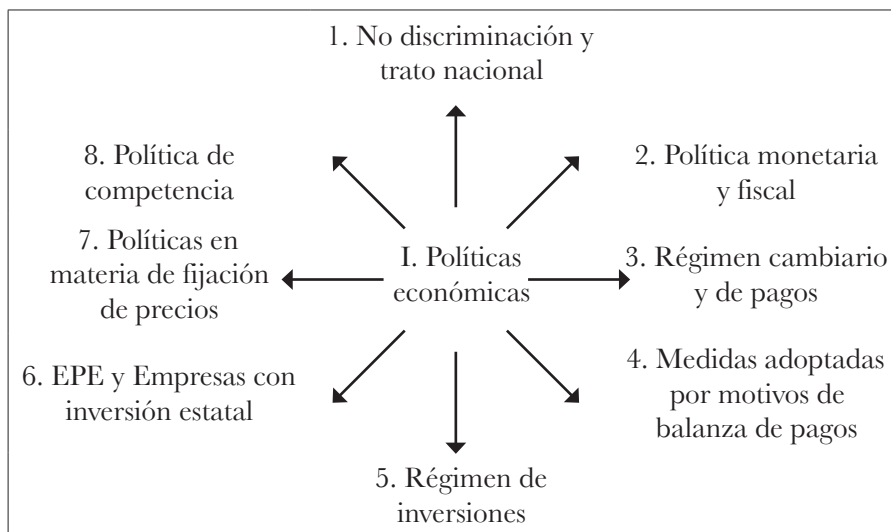 1. No discriminación y
trato nacional
8. Política de
competencia
2. Política monetaria
y fiscal
7. Políticas en
materia de fijación
de precios
I. Políticas
económicas
3. Régimen cambiario
y de pagos
6. EPE y Empresas con
inversión estatal
4. Medidas adoptadas
por motivos de
balanza de pagos
5. Régimen de
inversiones